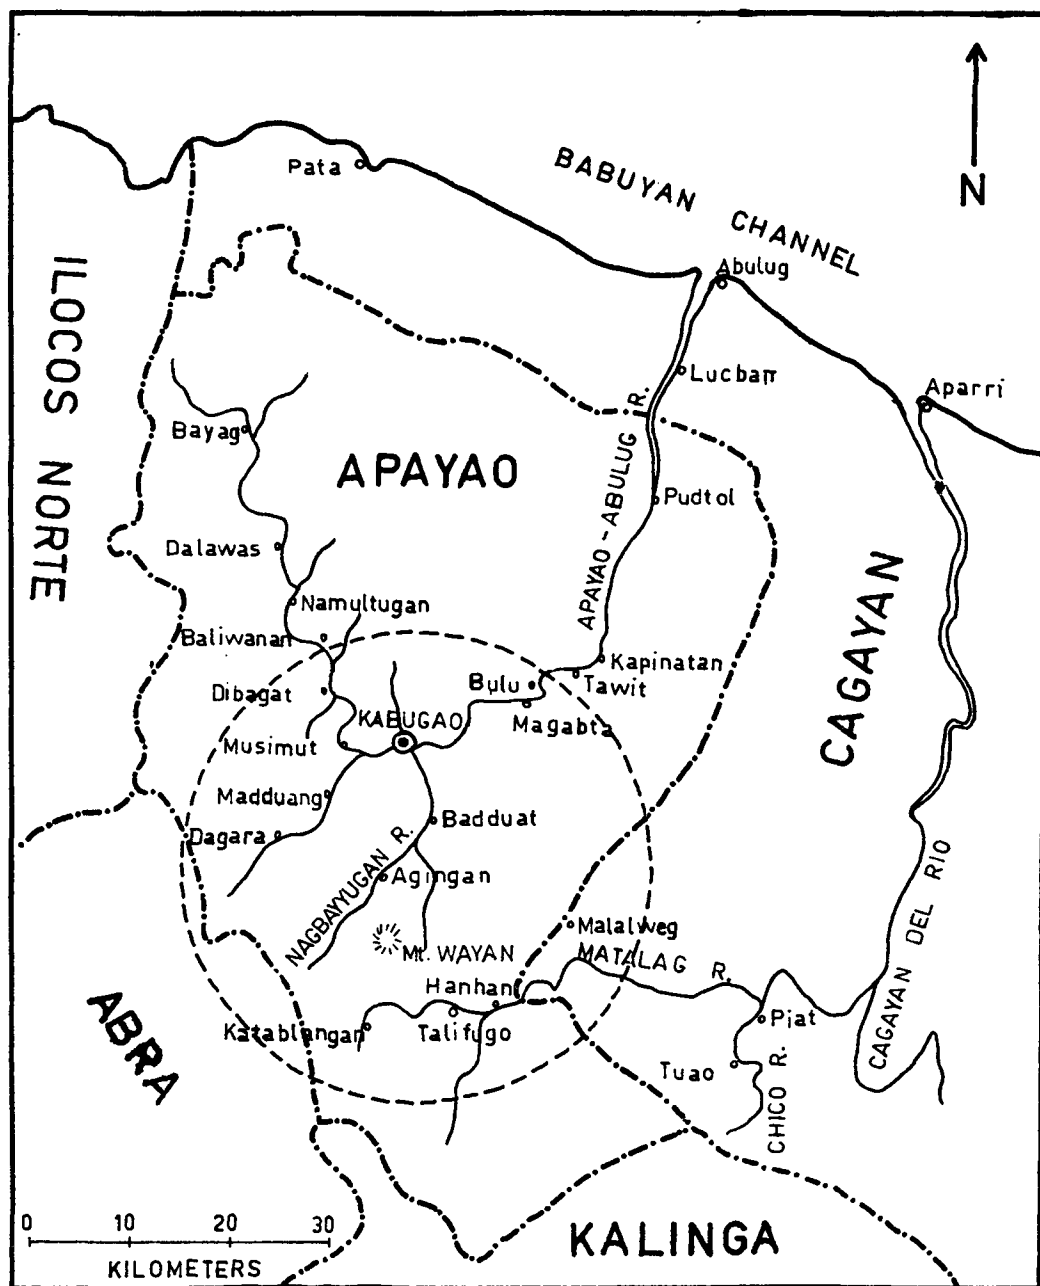 Pata
BABUYAN CHANNEL
N
Abulug
ILOCOS NORTE
Lucban
Aparri
Bayag
APAYAO
APAYAO-ABULUG R.
Pudtol
Dalawas
CAGAYAN
Namultugan
Baliwanan
Kapinatan
Bulu
Tawit
Dibagat
KABUGAO
Magabta
Musimut
Madduang
Badduat
Dagara
Agingan
NAGBAYYUGAN R.
CAGAYAN DEL RIO
Malalweg
Mt. WAYAN
MATALAG R.
Hanhan
ABRA
Katablangan
Talifugo
Piat
Tuao
CHICO R.
0 10 20 30
KILOMETERS
KALINGA